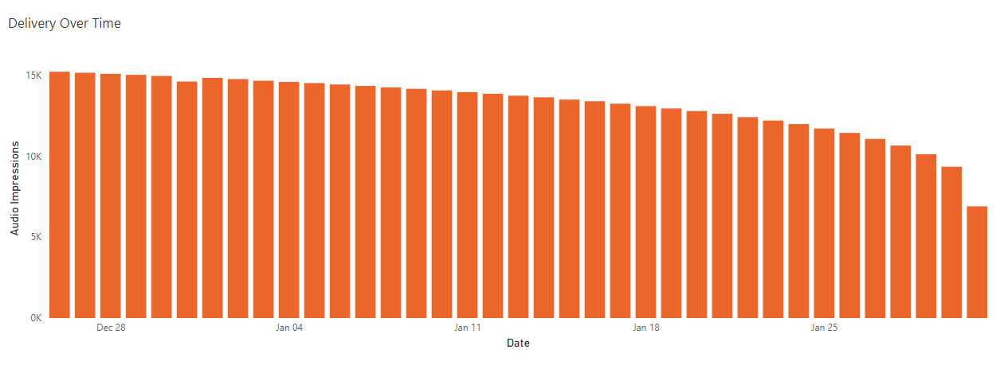 Delivery Over Time
15K
10K
5K
0K
Audio Impressions
Dec 28
Jan 04
Jan 11
Jan 18
Jan 25
Date